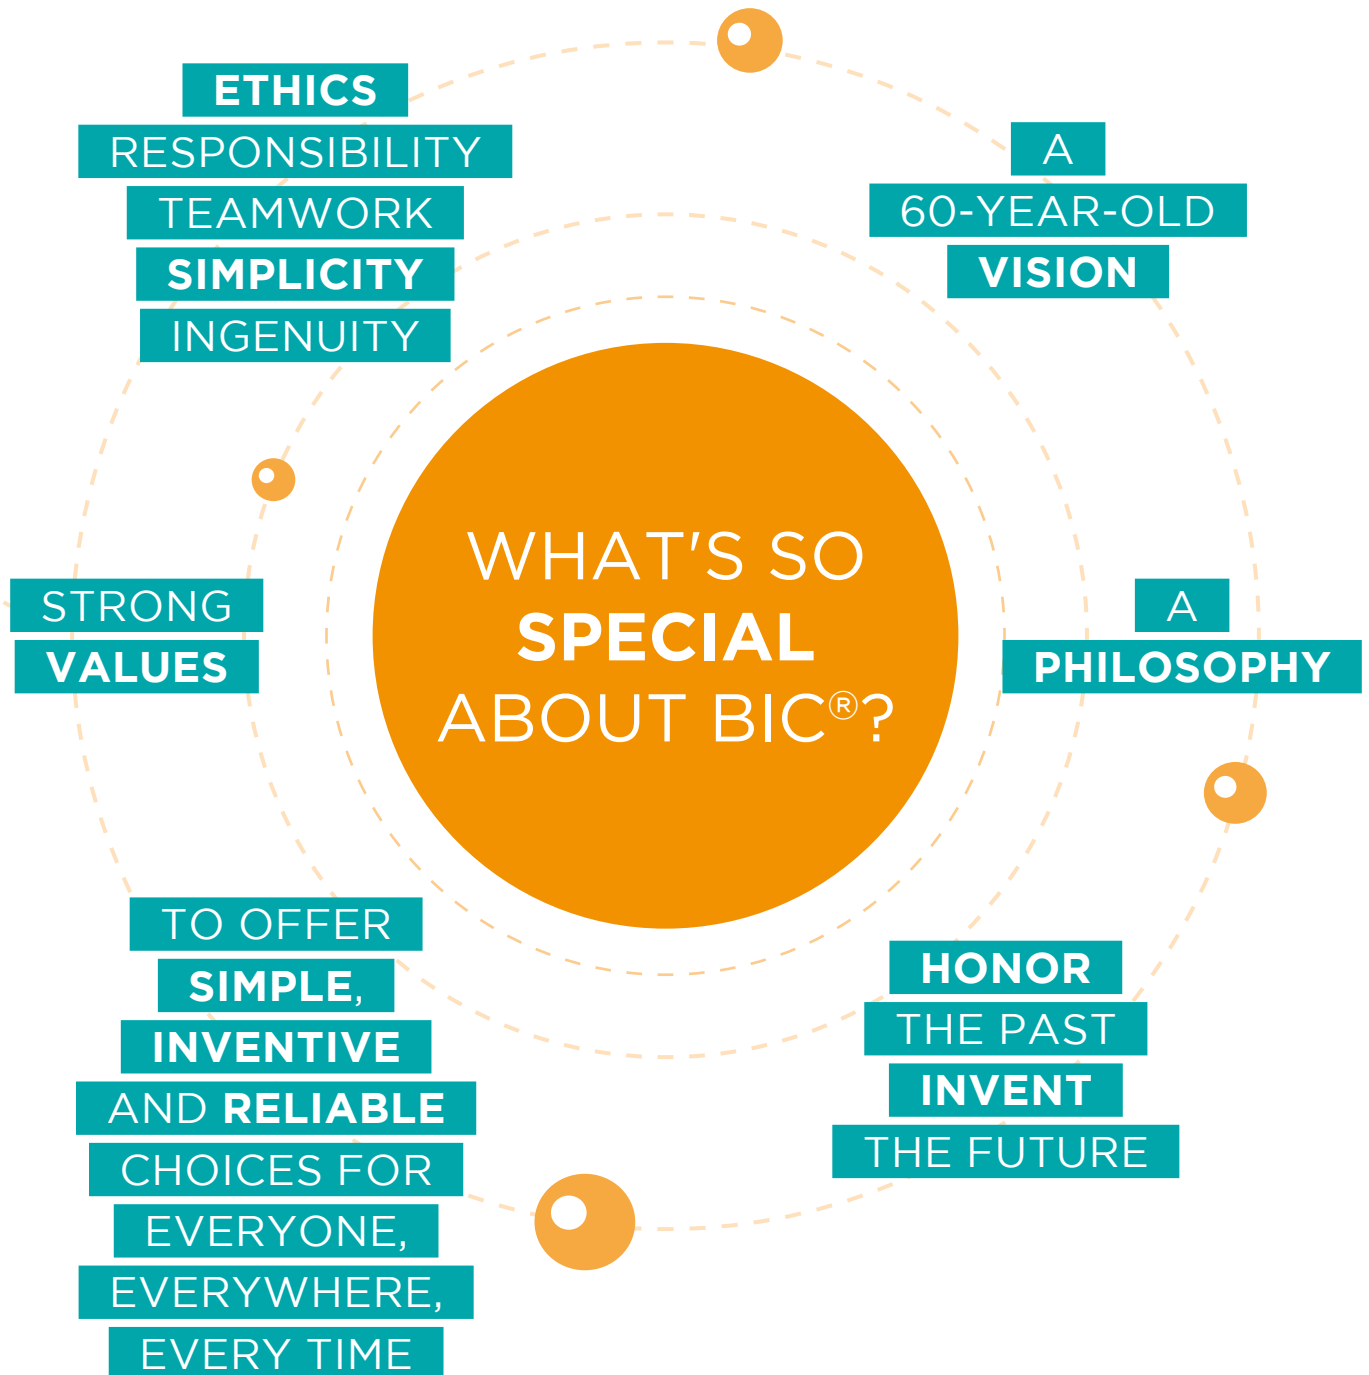 ETHICS
RESPONSIBILITY
TEAMWORK
SIMPLICITY
INGENUITY
A
60-YEAR-OLD
VISION
WHAT'S SO
SPECIAL
ABOUT BIC®?
STRONG
VALUES
A
PHILOSOPHY
TO OFFER
SIMPLE,
INVENTIVE
AND RELIABLE
CHOICES FOR
EVERYONE,
EVERYWHERE,
EVERY TIME
HONOR
THE PAST
INVENT
THE FUTURE